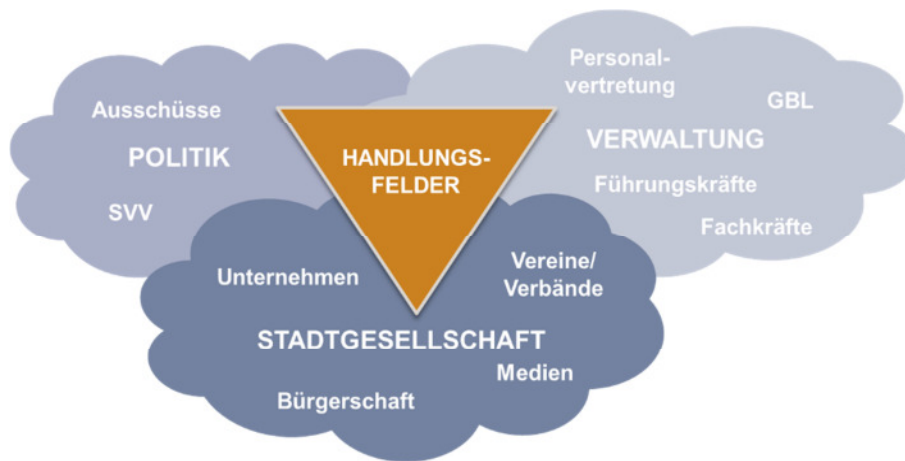 Ausschüsse
POLITIK
SVV
HANDLUNGS-
FELDER
Personal-
vertretung
GBL
VERWALTUNG
Führungskräfte
Fachkräfte
Unternehmen
Vereine/
Verbände
STADTGESELLSCHAFT
Medien
Bürgerschaft